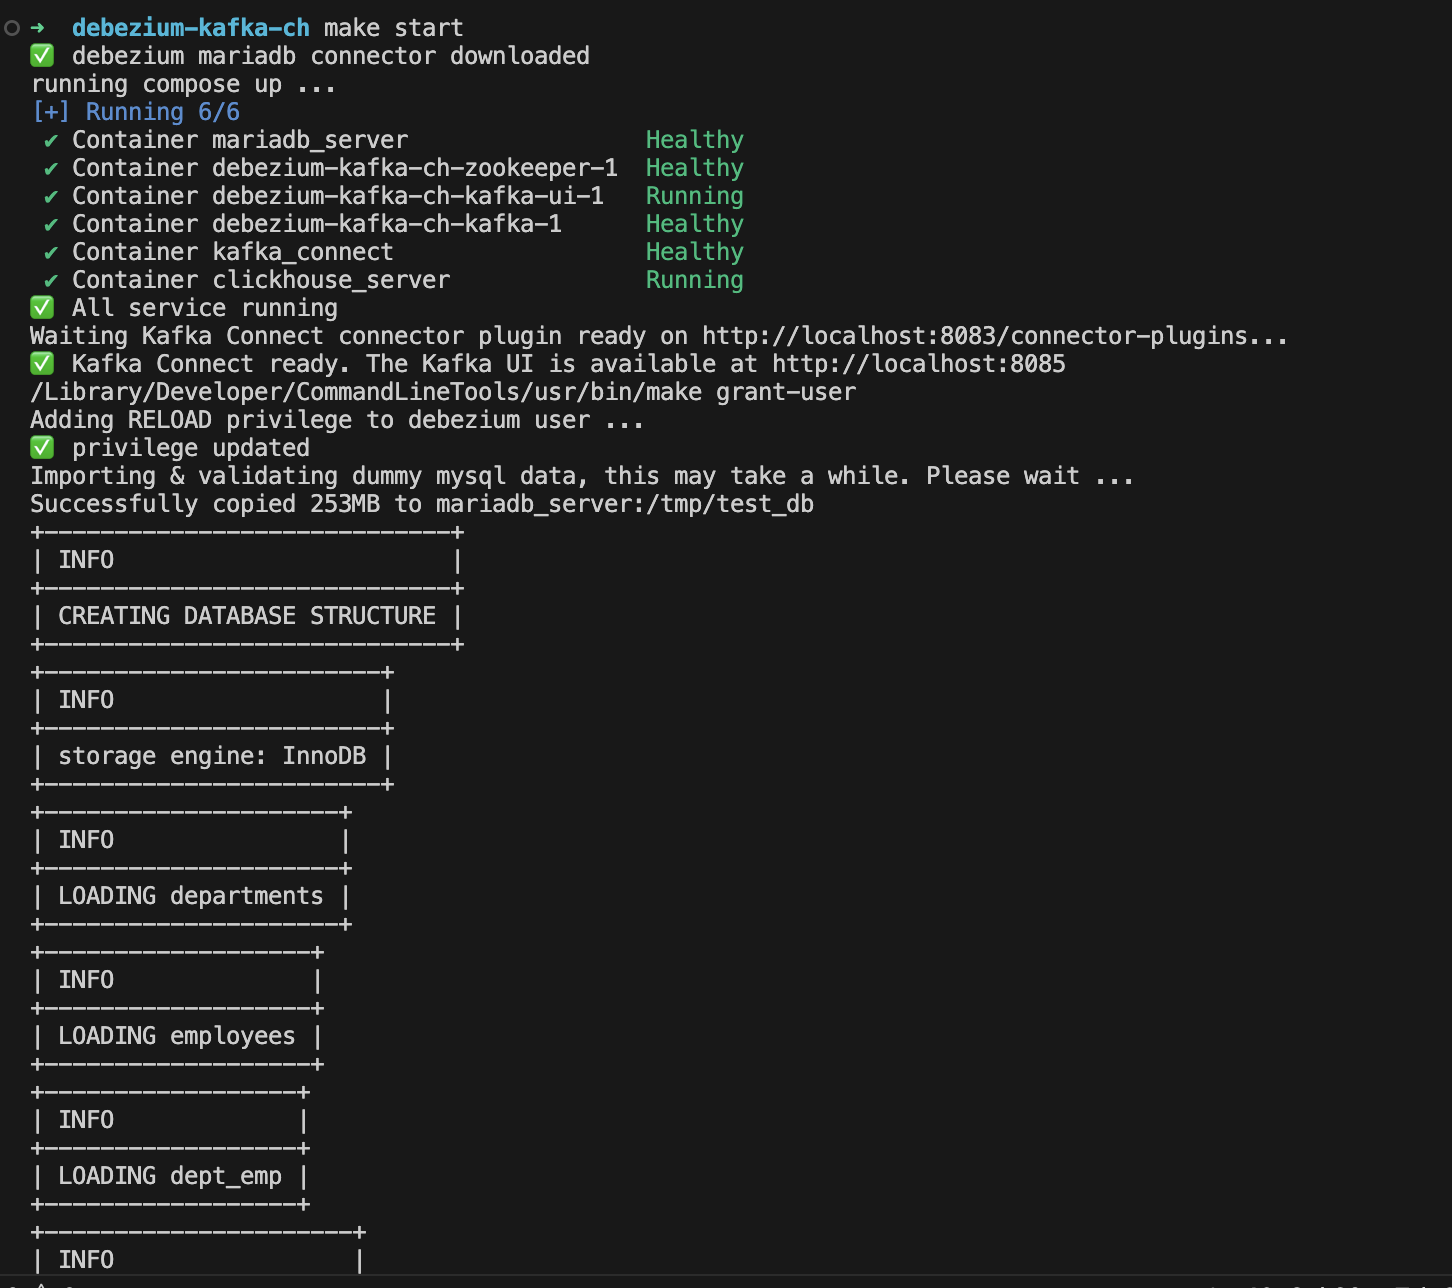 ➜ debezium-kafka-ch make start
✅ debezium mariadb connector downloaded
running compose up ...
[+] Running 6/6
✔ Container mariadb_server Healthy
✔ Container debezium-kafka-ch-zookeeper-1 Healthy
✔ Container debezium-kafka-ch-kafka-ui-1 Running
✔ Container debezium-kafka-ch-kafka-1 Healthy
✔ Container kafka_connect Healthy
✔ Container clickhouse_server Running
✅ All service running
Waiting Kafka Connect connector plugin ready on http://localhost:8083/connector-plugins...
✅ Kafka Connect ready. The Kafka UI is available at http://localhost:8085
/Library/Developer/CommandLineTools/usr/bin/make grant-user
Adding RELOAD privilege to debezium user ...
✅ privilege updated
Importing & validating dummy mysql data, this may take a while. Please wait ...
Successfully copied 253MB to mariadb_server:/tmp/test_db
+-----------------------------+
| INFO                        |
+-----------------------------+
| CREATING DATABASE STRUCTURE |
+-----------------------------+
+------------------------+
| INFO                   |
+------------------------+
| storage engine: InnoDB |
+------------------------+
+---------------------+
| INFO                |
+---------------------+
| LOADING departments |
+---------------------+
+-------------------+
| INFO              |
+-------------------+
| LOADING employees |
+-------------------+
+------------------+
| INFO             |
+------------------+
| LOADING dept_emp |
+------------------+
+----------------------+
| INFO                 |